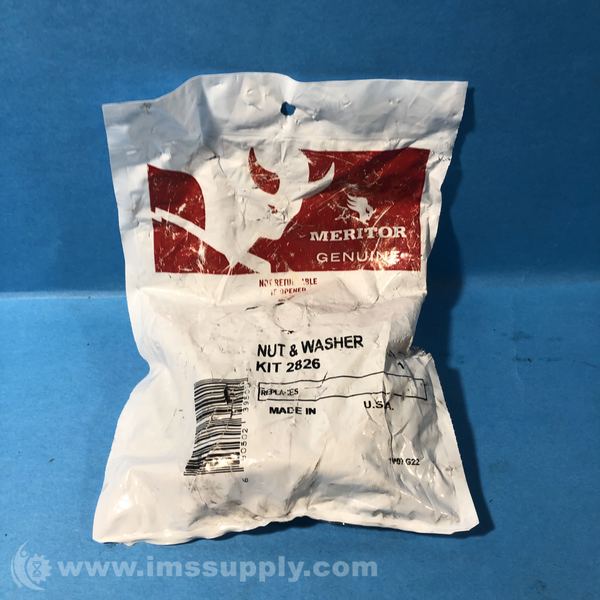 MERITOR
GENUINE
NOT RETURNABLE
IF OPENED
NUT & WASHER
KIT 2826
REPLACES
MADE IN U.S.A.
www.imssupply.com